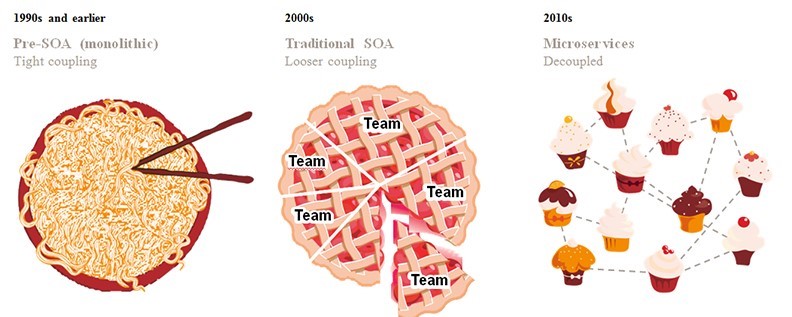 1990s and earlier
Pre-SOA (monolithic)
Tight coupling
2000s
Traditional SOA
Looser coupling
Team
Team
Team
Team
Team
2010s
Microservices
Decoupled